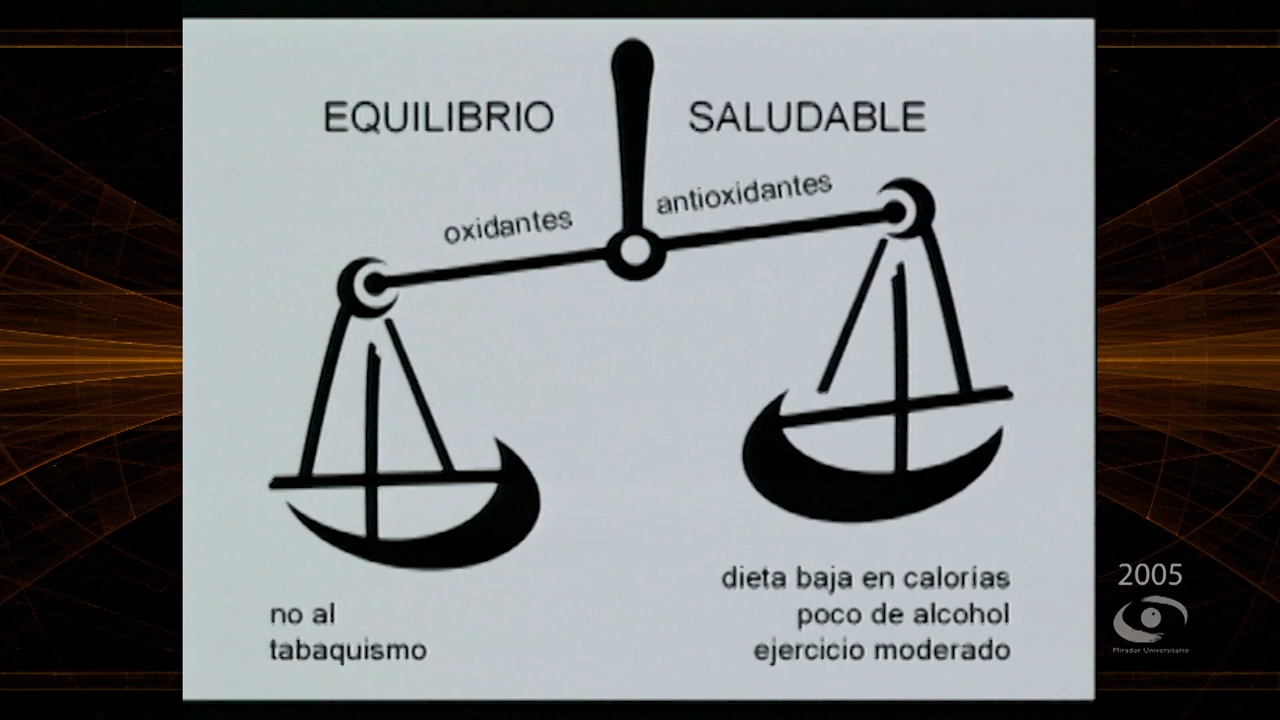 EQUILIBRIO SALUDABLE
oxidantes antioxidantes
no al
tabaquismo
dieta baja en calorías
poco de alcohol
ejercicio moderado
2005
Mirador Universitario